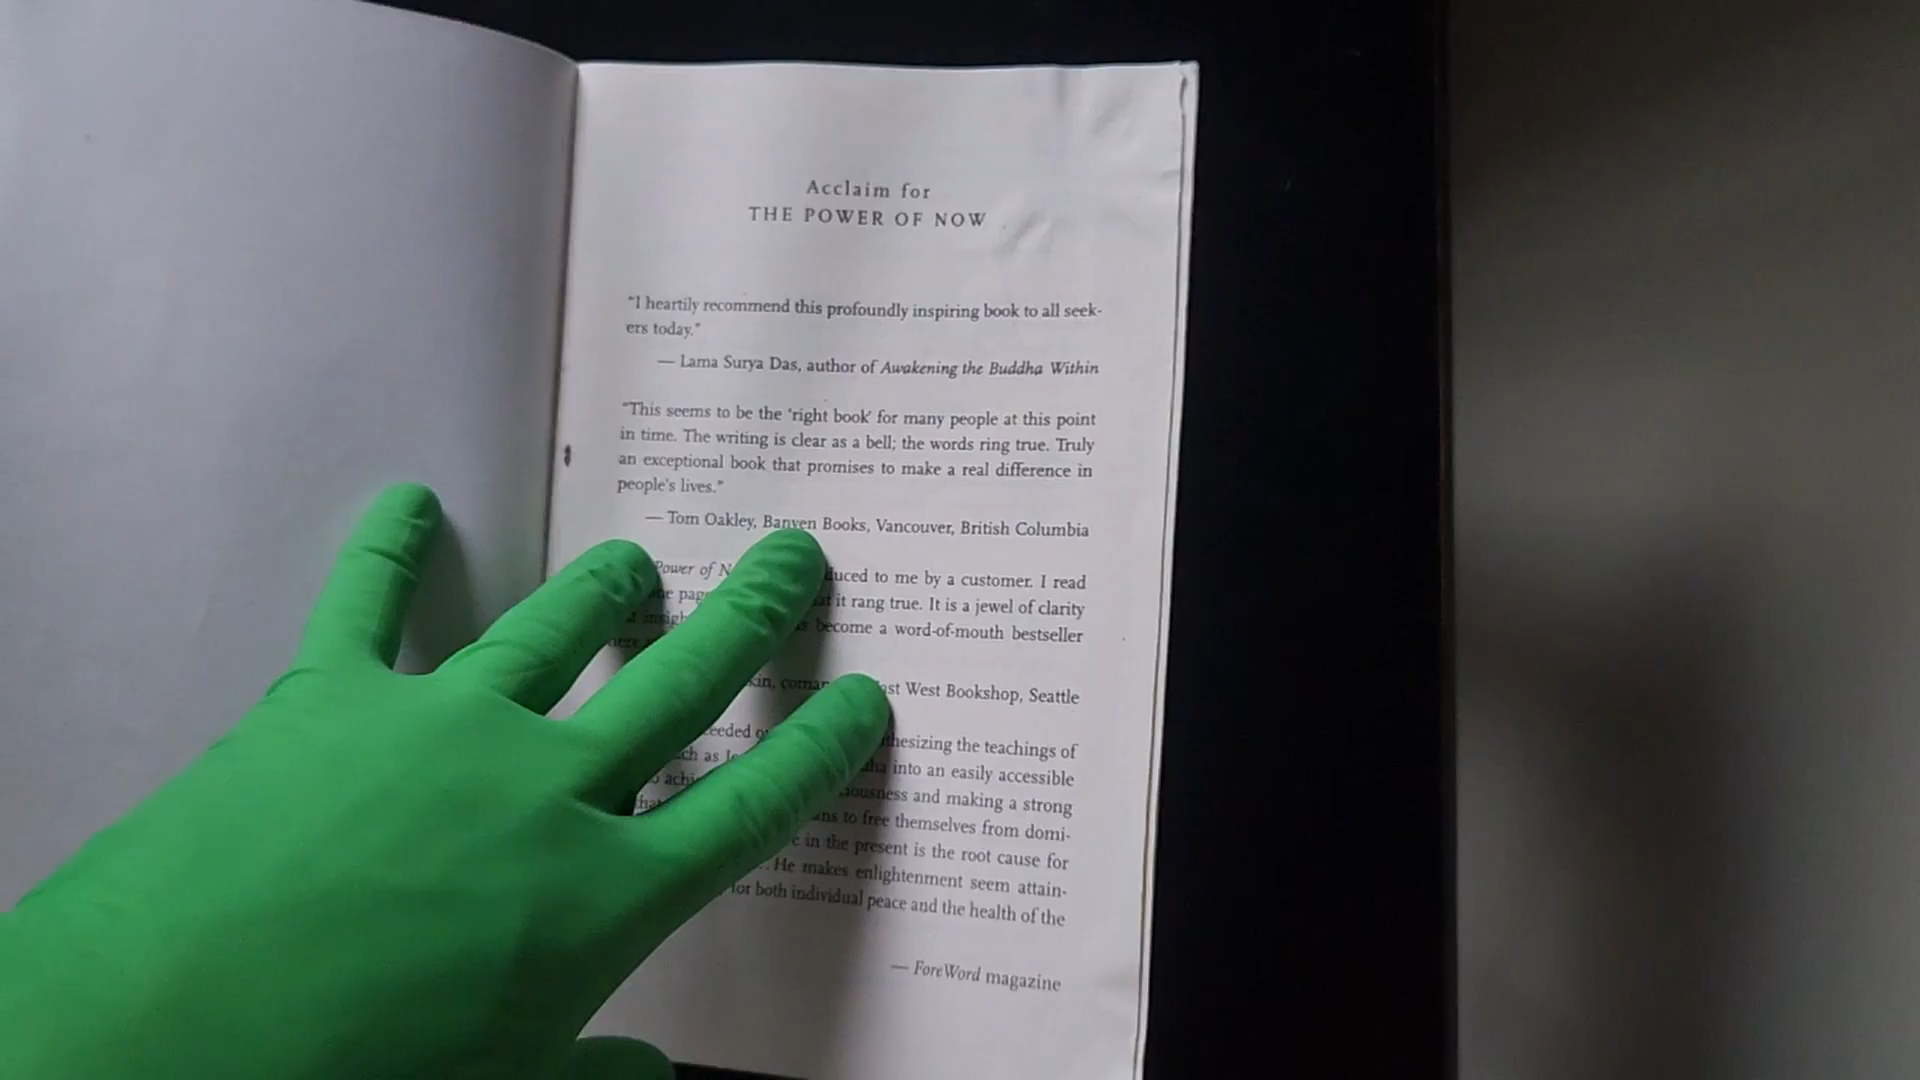 Acclaim for
THE POWER OF NOW
"I heartily recommend this profoundly inspiring book to all seek-
ers today."
— Lama Surya Das, author of Awakening the Buddha Within
"This seems to be the 'right book' for many people at this point
in time. The writing is clear as a bell; the words ring true. Truly
an exceptional book that promises to make a real difference in
people's lives."
— Tom Oakley, Banyen Books, Vancouver, British Columbia
Power of to me by a customer. I read
it rang true. It is a jewel of clarity
become a word-of-mouth bestseller
West Bookshop, Seattle
the teachings of
as into an easily accessible
and making a strong
to free themselves from domi-
in the present is the root cause for
He makes enlightenment seem attain-
for both individual peace and the health of the
— ForeWord magazine